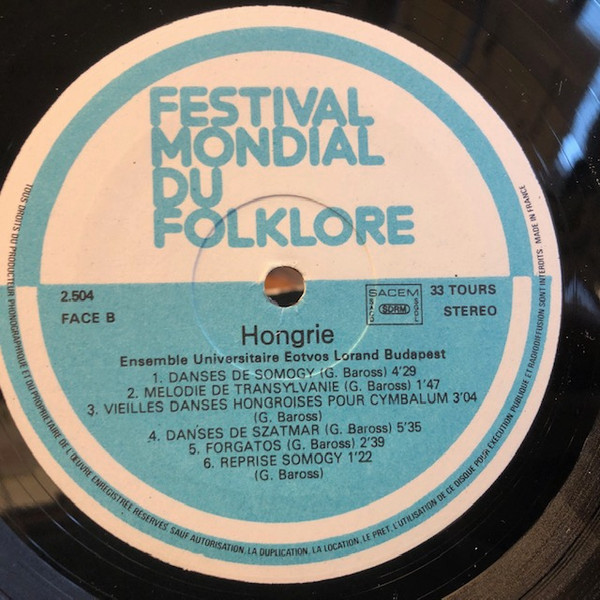 FESTIVAL
MONDIAL
DU
FOLKLORE
2.504
FACE B
SACEM
SDRM
33 TOURS
STEREO
Hongrie
Ensemble Universitaire Eotvos Lorand Budapest
1. DANSES DE SOMOGY (G. Baross) 4'29
2. MELODIE DE TRANSYLVANIE (G. Baross) 1'47
3. VIEILLES DANSES HONGROISES POUR CYMBALUM 3'04
(G. Baross)
4. DANSES DE SZATMAR (G. Baross) 5'35
5. FORGATOS (G. Baross) 2'39
6. REPRISE SOMOGY 1'22
(G. Baross)
TOUS DROITS DU PRODUCTEUR PHONOGRAPHIQUE ET DU PROPRIETAIRE DE L'ŒUVRE ENREGISTREE RESERVES. SAUF AUTORISATION, LA DUPLICATION, LA LOCATION, LE PRET, L'UTILISATION DE CE DISQUE POUR EXECUTION PUBLIQUE ET RADIODIFFUSION SONT INTERDITS. MADE IN FRANCE